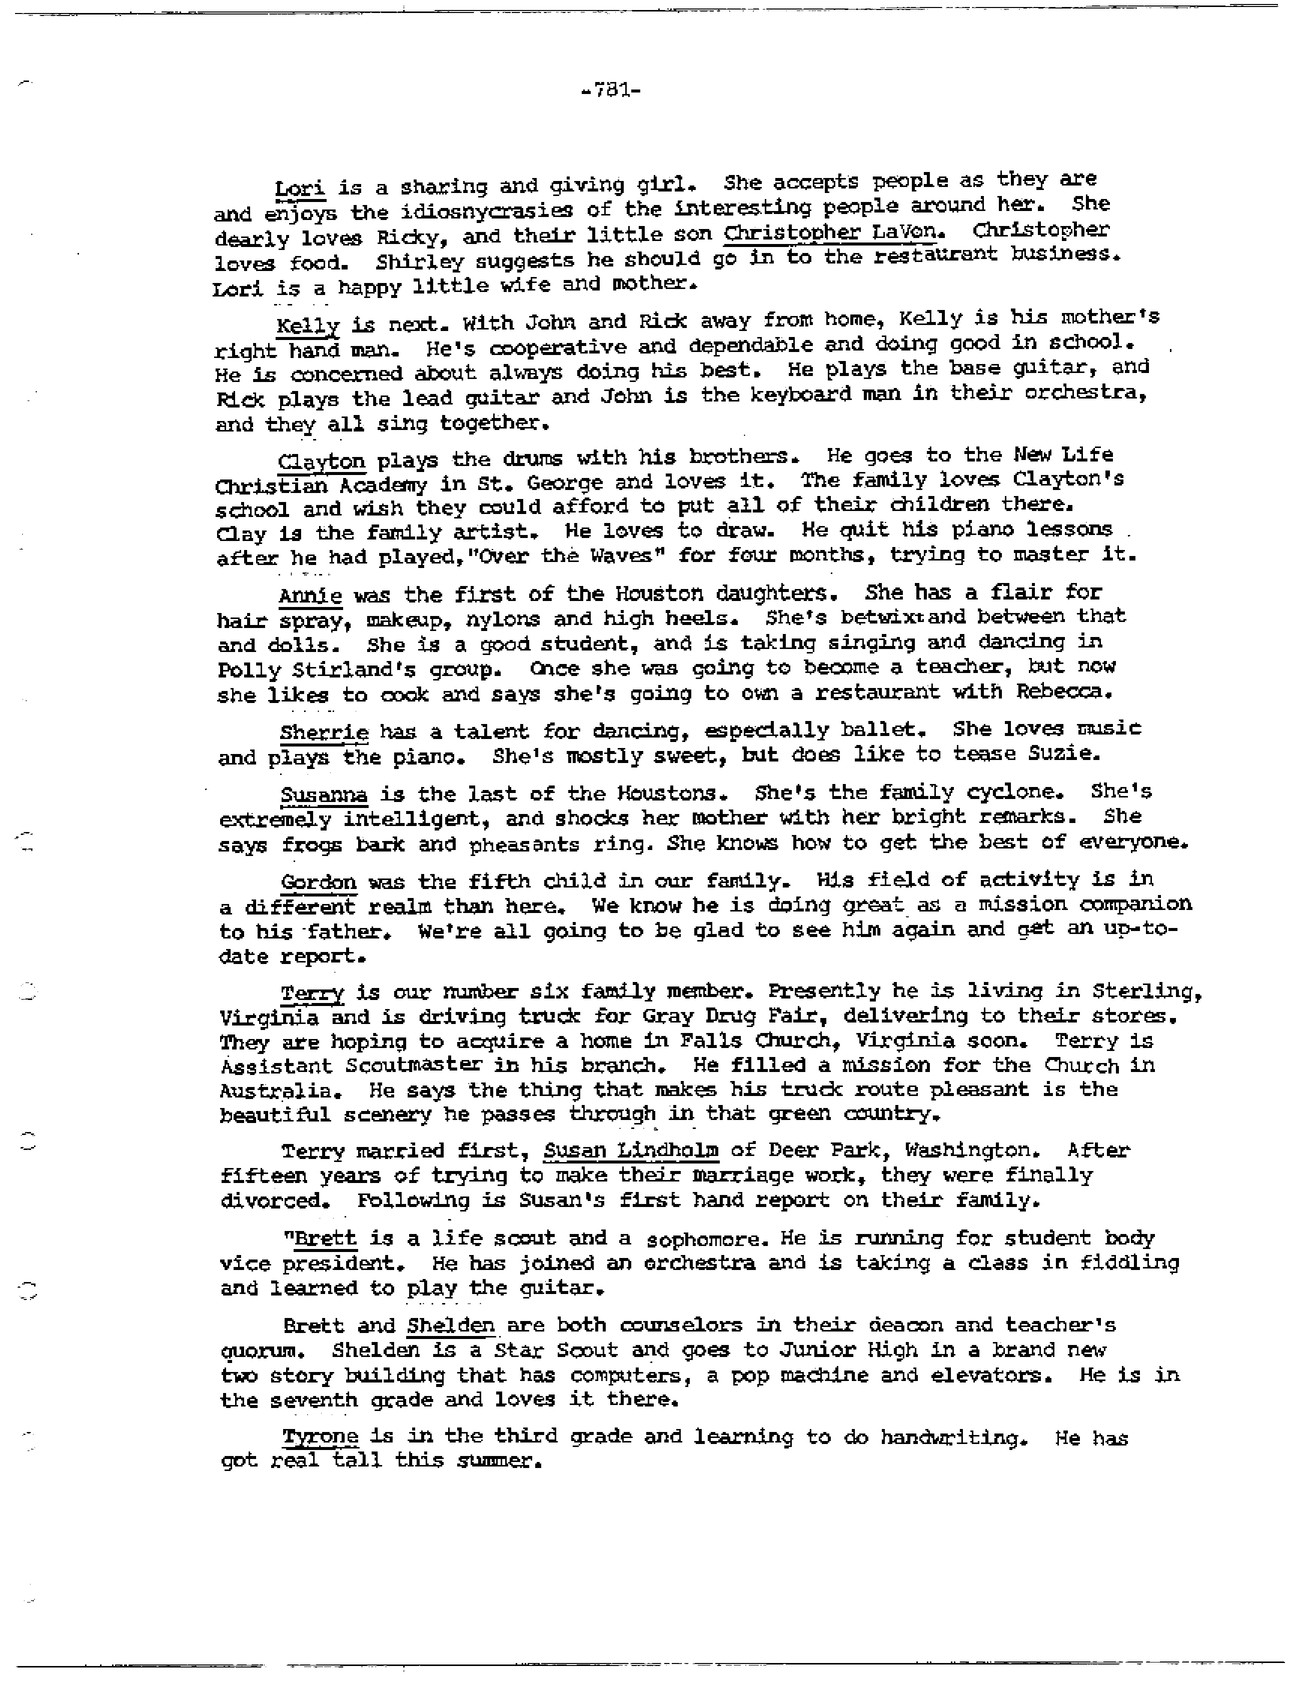 -781-
Lori is a sharing and giving girl. She accepts people as they are
and enjoys the idiosnycrasies of the interesting people around her. She
dearly loves Ricky, and their little son Christopher LaVon. Christopher
loves food. Shirley suggests he should go in to the restaurant business.
Lori is a happy little wife and mother.
Kelly is next. With John and Rick away from home, Kelly is his mother's
right hand man. He's cooperative and dependable and doing good in school.
He is concerned about always doing his best. He plays the base guitar, and
Rick plays the lead guitar and John is the keyboard man in their orchestra,
and they all sing together.
Clayton plays the drums with his brothers. He goes to the New Life
Christian Academy in St. George and loves it. The family loves Clayton's
school and wish they could afford to put all of their children there.
Clay is the family artist. He loves to draw. He quit his piano lessons
after he had played,"Over the Waves" for four months, trying to master it.
Annie was the first of the Houston daughters. She has a flair for
hair spray, makeup, nylons and high heels. She's betwixt and between that
and dolls. She is a good student, and is taking singing and dancing in
Polly Stirland's group. Once she was going to become a teacher, but now
she likes to cook and says she's going to own a restaurant with Rebecca.
Sherrie has a talent for dancing, especially ballet. She loves music
and plays the piano. She's mostly sweet, but does like to tease Suzie.
Susanna is the last of the Houstons. She's the family cyclone. She's
extremely intelligent, and shocks her mother with her bright remarks. She
says frogs bark and pheasants ring. She knows how to get the best of everyone.
Gordon was the fifth child in our family. His field of activity is in
a different realm than here. We know he is doing great as a mission companion
to his father. We're all going to be glad to see him again and get an up-to-
date report.
Terry is our number six family member. Presently he is living in Sterling,
Virginia and is driving truck for Gray Drug Fair, delivering to their stores.
They are hoping to acquire a home in Falls Church, Virginia soon. Terry is
Assistant Scoutmaster in his branch. He filled a mission for the Church in
Australia. He says the thing that makes his truck route pleasant is the
beautiful scenery he passes through in that green country.
Terry married first, Susan Lindholm of Deer Park, Washington. After
fifteen years of trying to make their marriage work, they were finally
divorced. Following is Susan's first hand report on their family.
"Brett is a life scout and a sophomore. He is running for student body
vice president. He has joined an orchestra and is taking a class in fiddling
and learned to play the guitar.
Brett and Shelden are both counselors in their deacon and teacher's
quorum. Shelden is a Star Scout and goes to Junior High in a brand new
two story building that has computers, a pop machine and elevators. He is in
the seventh grade and loves it there.
Tyrone is in the third grade and learning to do handwriting. He has
got real tall this summer.